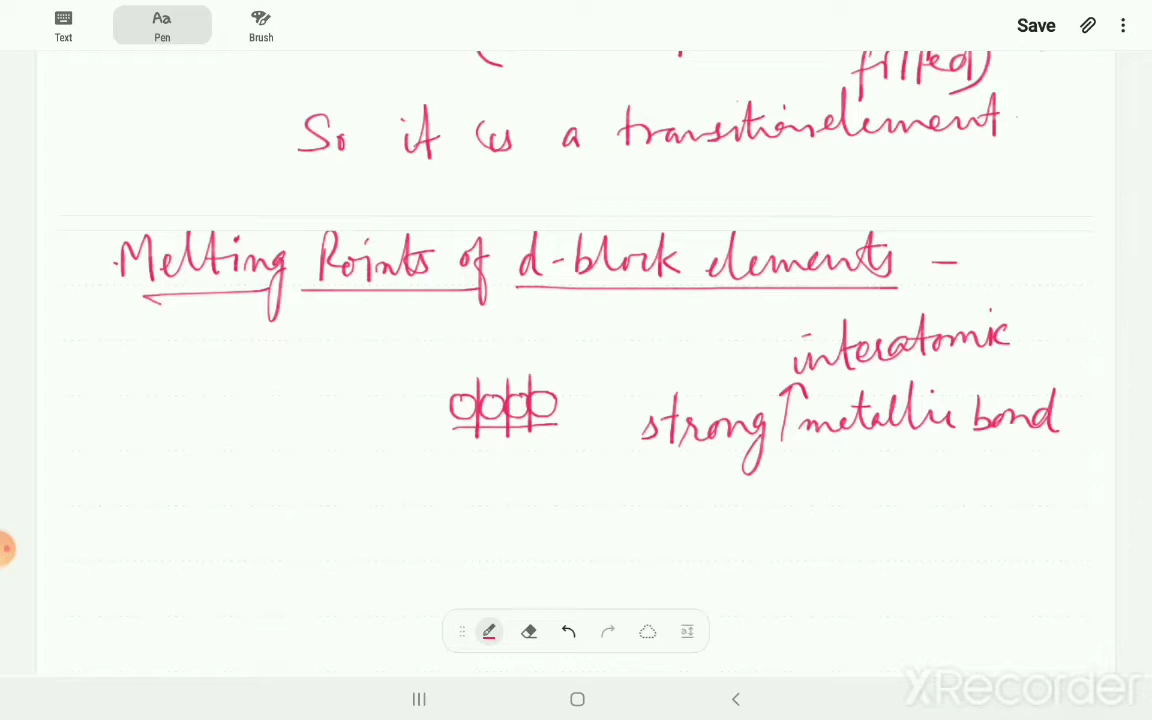 Text Pen Brush Save
filled)
So it is a transition element
Melting Points of d-block elements -
interatomic
strong ↑ metallic bond
XRecorder